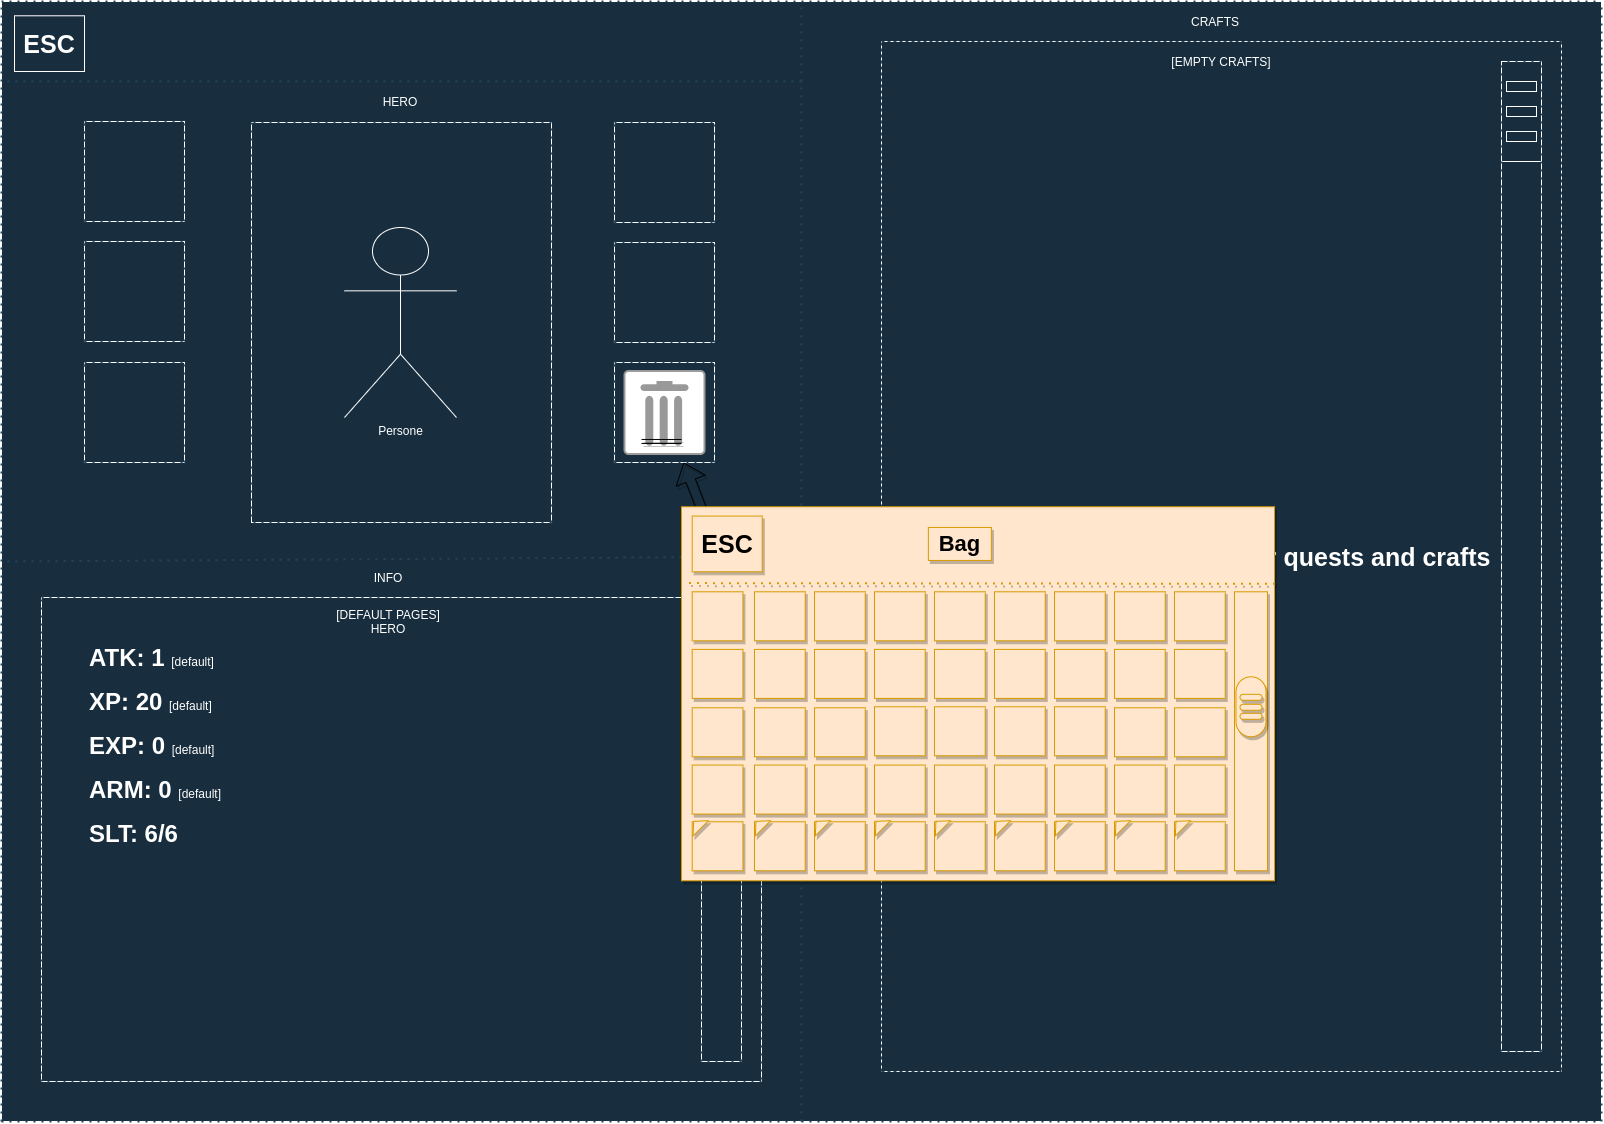 ESC
HERO
Persone
INFO
[DEFAULT PAGES]
HERO
ATK: 1 [default]
XP: 20 [default]
EXP: 0 [default]
ARM: 0 [default]
SLT: 6/6
CRAFTS
[EMPTY CRAFTS]
quests and crafts
ESC
Bag